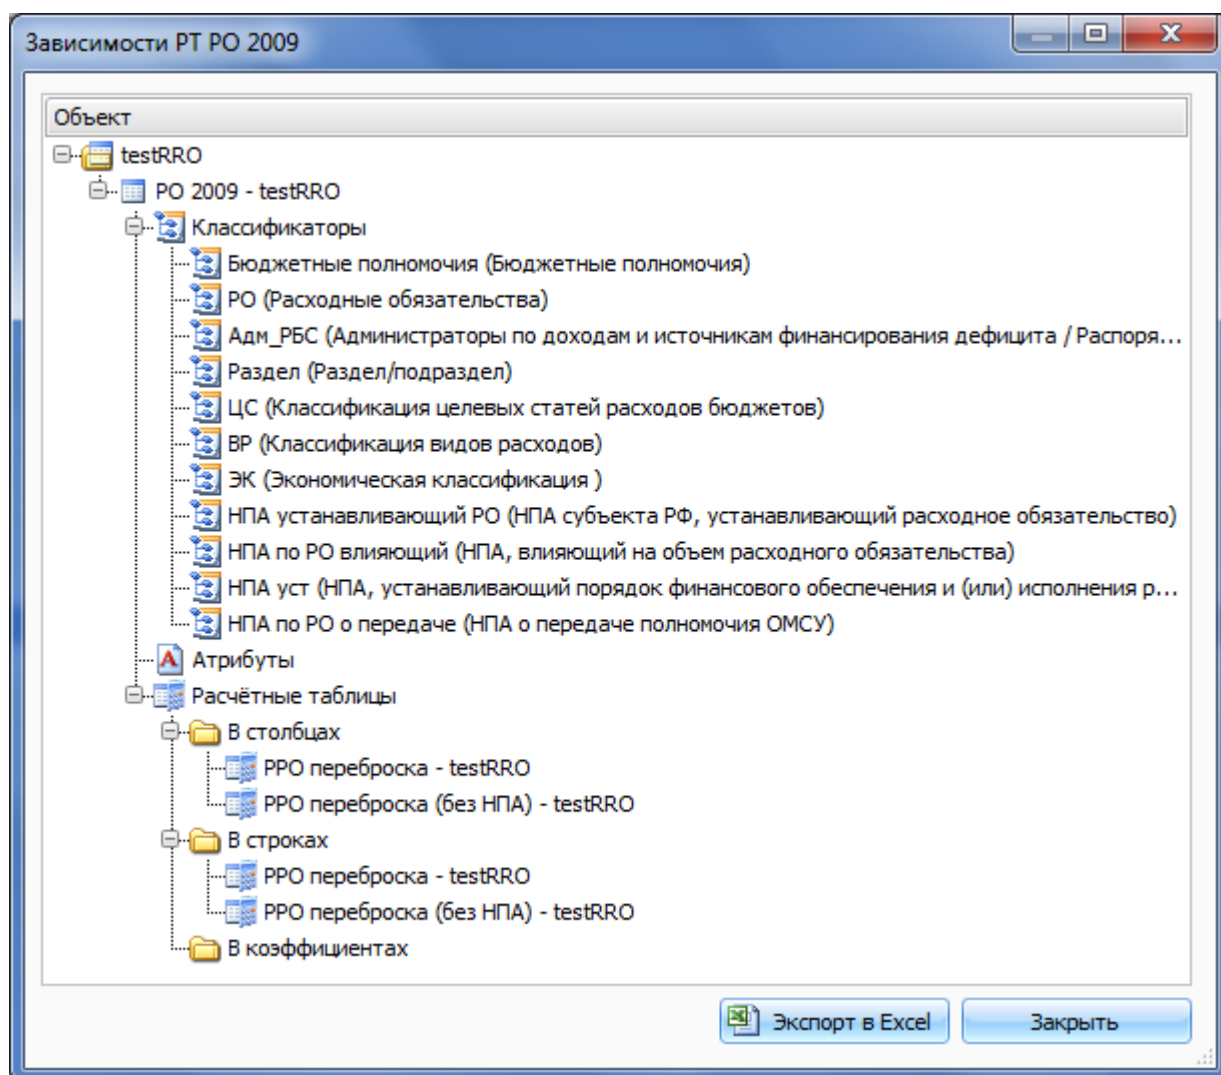 Зависимости РТ РО 2009
Объект
testRRO
РО 2009 - testRRO
Классификаторы
Бюджетные полномочия (Бюджетные полномочия)
РО (Расходные обязательства)
Адм_РБС (Администраторы по доходам и источникам финансирования дефицита / Распоря...
Раздел (Раздел/подраздел)
ЦС (Классификация целевых статей расходов бюджетов)
ВР (Классификация видов расходов)
ЭК (Экономическая классификация )
НПА устанавливающий РО (НПА субъекта РФ, устанавливающий расходное обязательство)
НПА по РО влияющий (НПА, влияющий на объем расходного обязательства)
НПА уст (НПА, устанавливающий порядок финансового обеспечения и (или) исполнения р...
НПА по РО о передаче (НПА о передаче полномочия ОМСУ)
Атрибуты
Расчётные таблицы
В столбцах
РРО переброска - testRRO
РРО переброска (без НПА) - testRRO
В строках
РРО переброска - testRRO
РРО переброска (без НПА) - testRRO
В коэффициентах
Экспорт в Excel
Закрыть